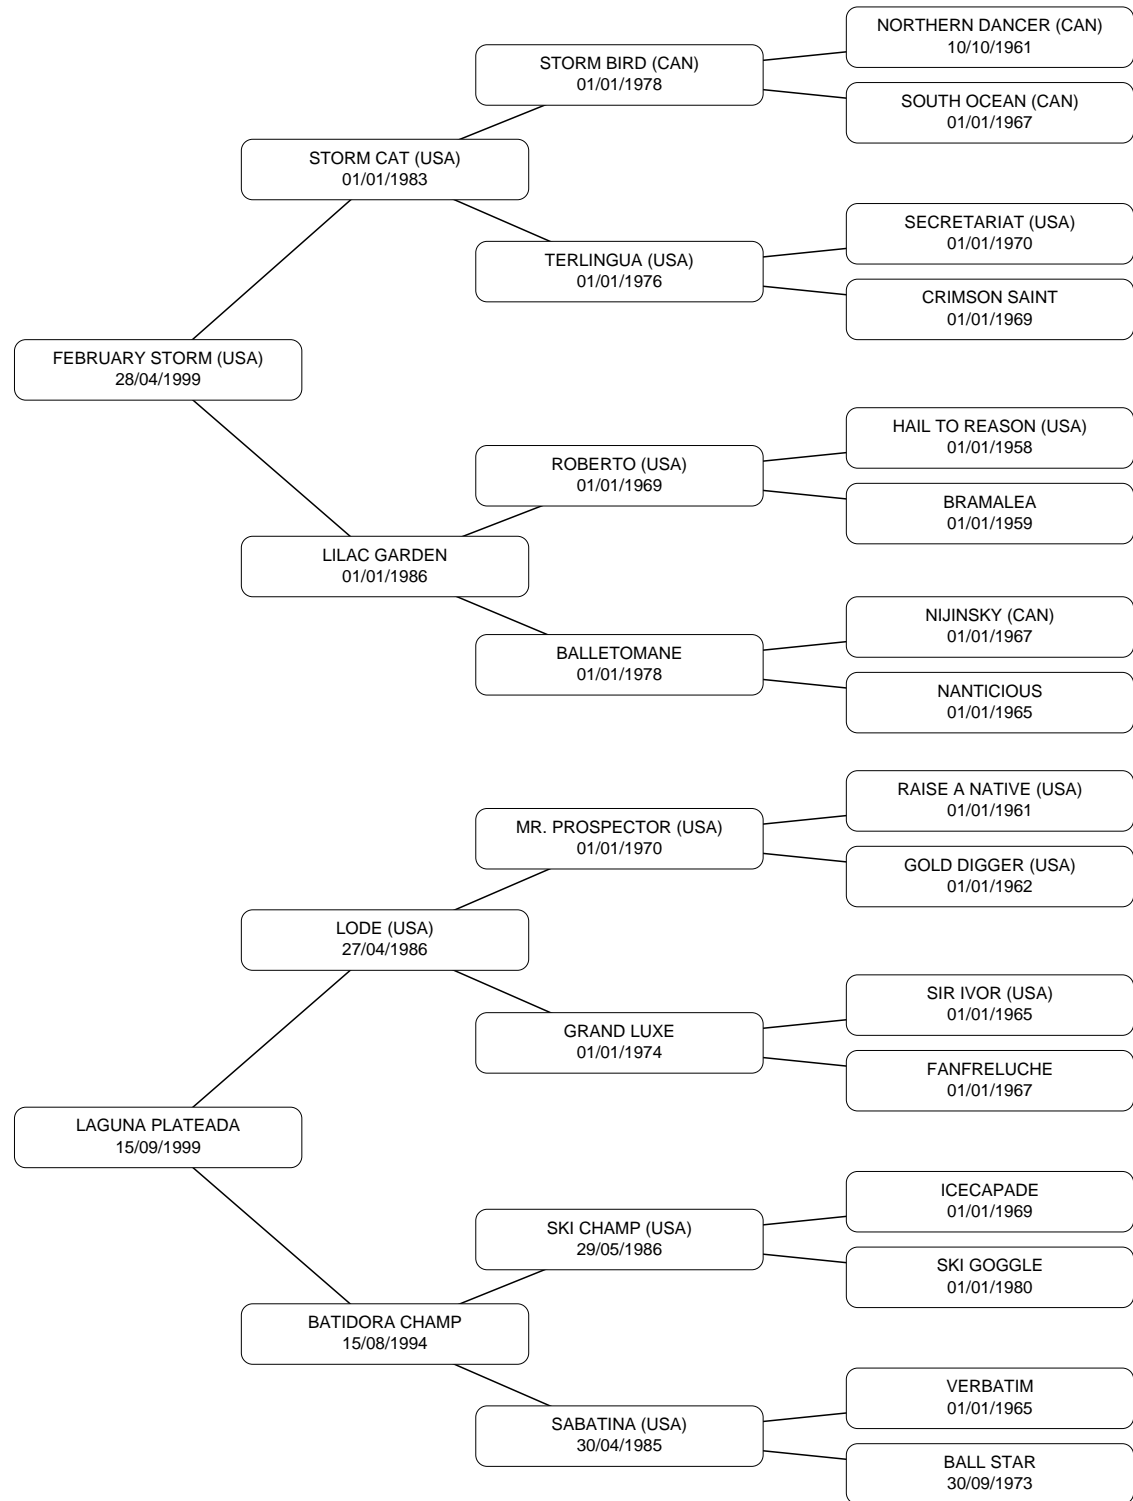 NORTHERN DANCER (CAN)
10/10/1961
STORM BIRD (CAN)
01/01/1978
SOUTH OCEAN (CAN)
01/01/1967
STORM CAT (USA)
01/01/1983
SECRETARIAT (USA)
01/01/1970
TERLINGUA (USA)
01/01/1976
CRIMSON SAINT
01/01/1969
FEBRUARY STORM (USA)
28/04/1999
HAIL TO REASON (USA)
01/01/1958
ROBERTO (USA)
01/01/1969
BRAMALEA
01/01/1959
LILAC GARDEN
01/01/1986
NIJINSKY (CAN)
01/01/1967
BALLETOMANE
01/01/1978
NANTICIOUS
01/01/1965
RAISE A NATIVE (USA)
01/01/1961
MR. PROSPECTOR (USA)
01/01/1970
GOLD DIGGER (USA)
01/01/1962
LODE (USA)
27/04/1986
SIR IVOR (USA)
01/01/1965
GRAND LUXE
01/01/1974
FANFRELUCHE
01/01/1967
LAGUNA PLATEADA
15/09/1999
ICECAPADE
01/01/1969
SKI CHAMP (USA)
29/05/1986
SKI GOGGLE
01/01/1980
BATIDORA CHAMP
15/08/1994
VERBATIM
01/01/1965
SABATINA (USA)
30/04/1985
BALL STAR
30/09/1973